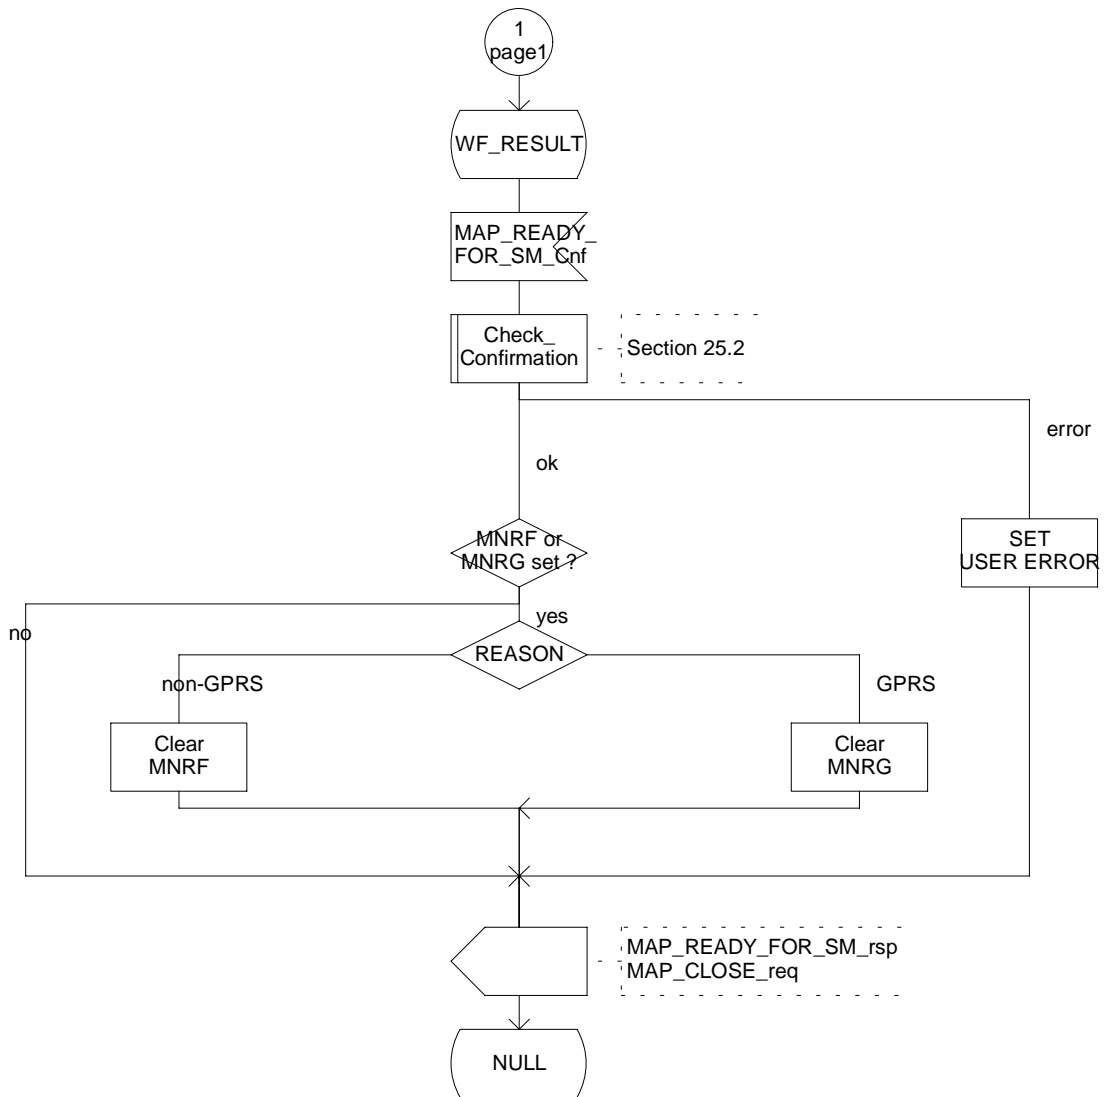 1
page1
WF_RESULT
MAP_READY_
FOR_SM_Cnf
Check_
Confirmation
Section 25.2
error
ok
MNRF or
MNRG set ?
SET
USER ERROR
no
yes
REASON
non-GPRS
GPRS
Clear
MNRF
Clear
MNRG
MAP_READY_FOR_SM_rsp
MAP_CLOSE_req
NULL